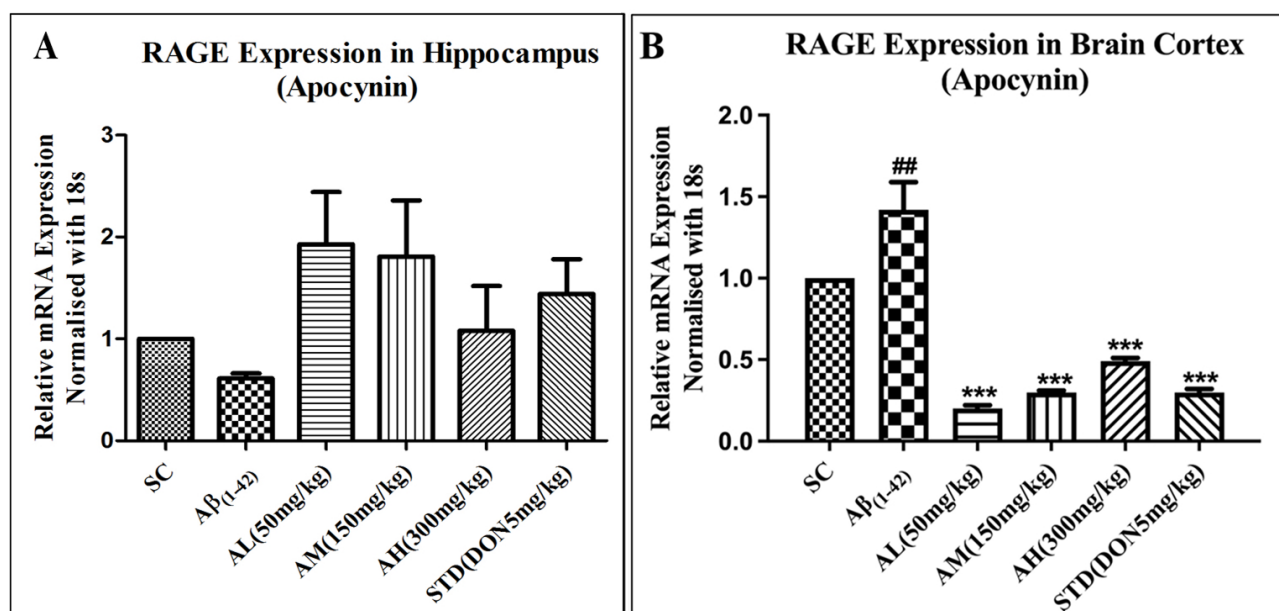 A
RAGE Expression in Hippocampus
(Apocynin)
Relative mRNA Expression
Normalised with 18s
3
2
1
0
SC
Aβ(1-42)
AL(50mg/kg)
AM(150mg/kg)
AH(300mg/kg)
STD(DON5mg/kg)
B
RAGE Expression in Brain Cortex
(Apocynin)
Relative mRNA Expression
Normalised with 18s
2.0
1.5
1.0
0.5
0.0
##
***
***
***
***
SC
Aβ(1-42)
AL(50mg/kg)
AM(150mg/kg)
AH(300mg/kg)
STD(DON5mg/kg)